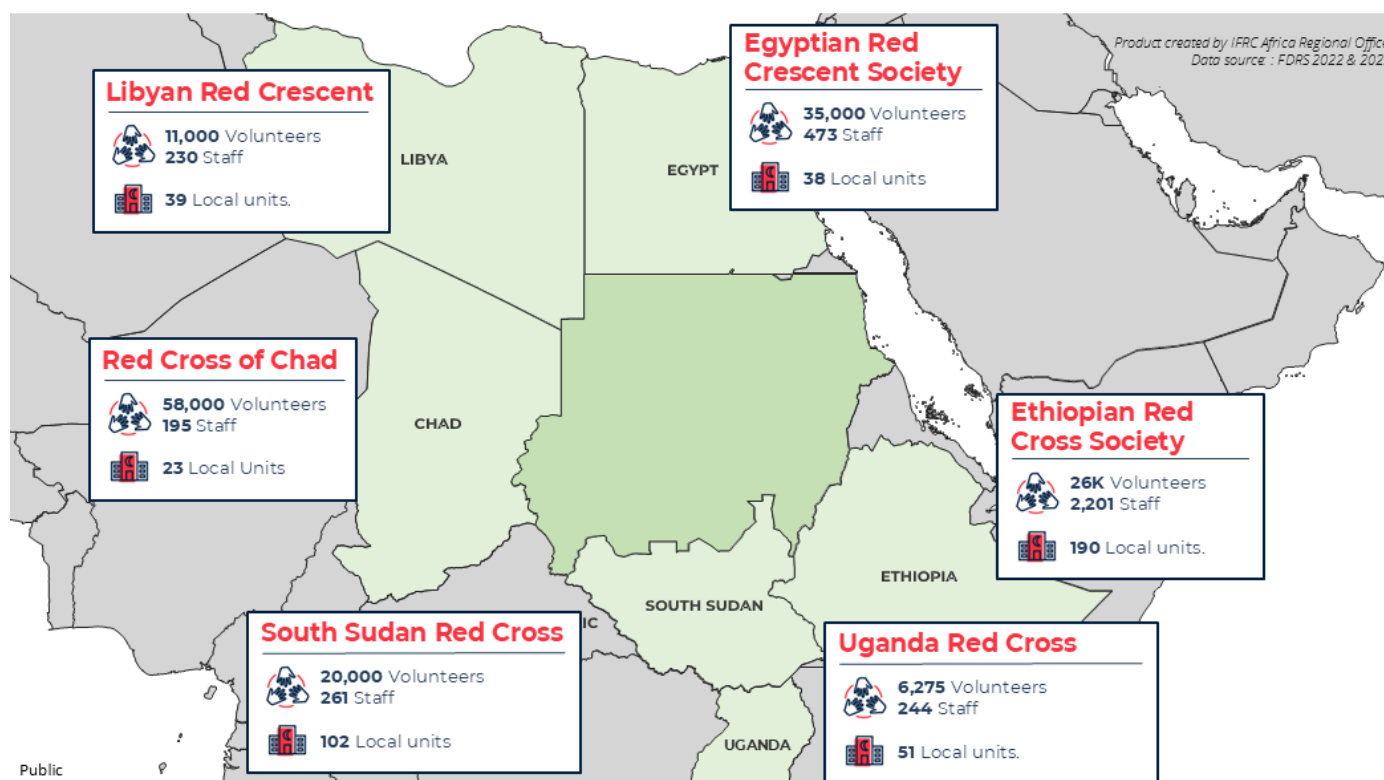 Product created by IFRC Africa Regional Office
Data source: : FDRS 2022 &
Libyan Red Crescent
11,000 Volunteers
230 Staff
39 Local units.
Egyptian Red
Crescent Society
35,000 Volunteers
473 Staff
38 Local units
LIBYA
EGYPT
Red Cross of Chad
58,000 Volunteers
195 Staff
23 Local Units
CHAD
Ethiopian Red
Cross Society
26K Volunteers
2,201 Staff
190 Local units.
ETHIOPIA
SOUTH SUDAN
South Sudan Red Cross
20,000 Volunteers
261 Staff
102 Local units
IC
Uganda Red Cross
6,275 Volunteers
244 Staff
51 Local units.
UGANDA
Public